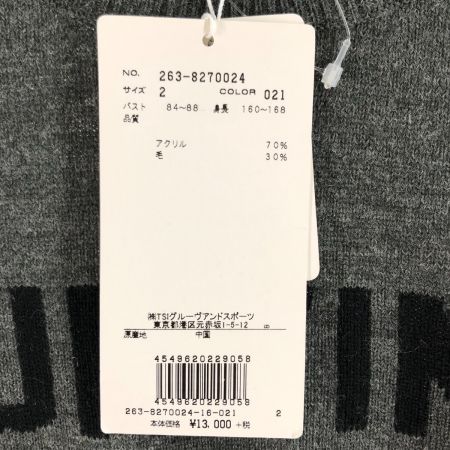 NO. 263-8270024
サイズ 2 COLOR 021
バスト 84~88 身長 160~168
品質
アクリル 70%
毛 30%
㈱TSIグルーヴアンドスポーツ
東京都港区元赤坂1-5-12 ㊥
原産地 中国
4549620229058
4549620229058
263-8270024-16-021 2
本体価格 ¥13,000 +税